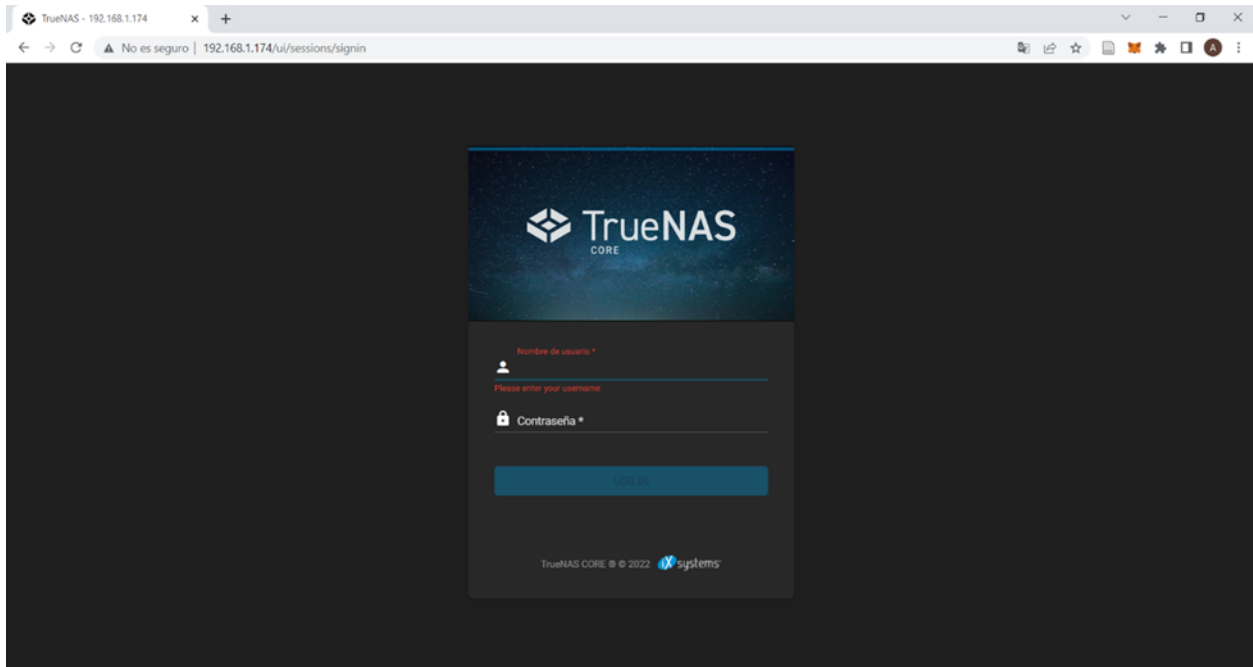 TrueNAS - 192.168.1.174
No es seguro | 192.168.1.174/ui/sessions/signin
A
TrueNAS
CORE
Nombre de usuario *
Please enter your username
Contraseña *
LOG IN
TrueNAS CORE ® © 2022 iXsystems